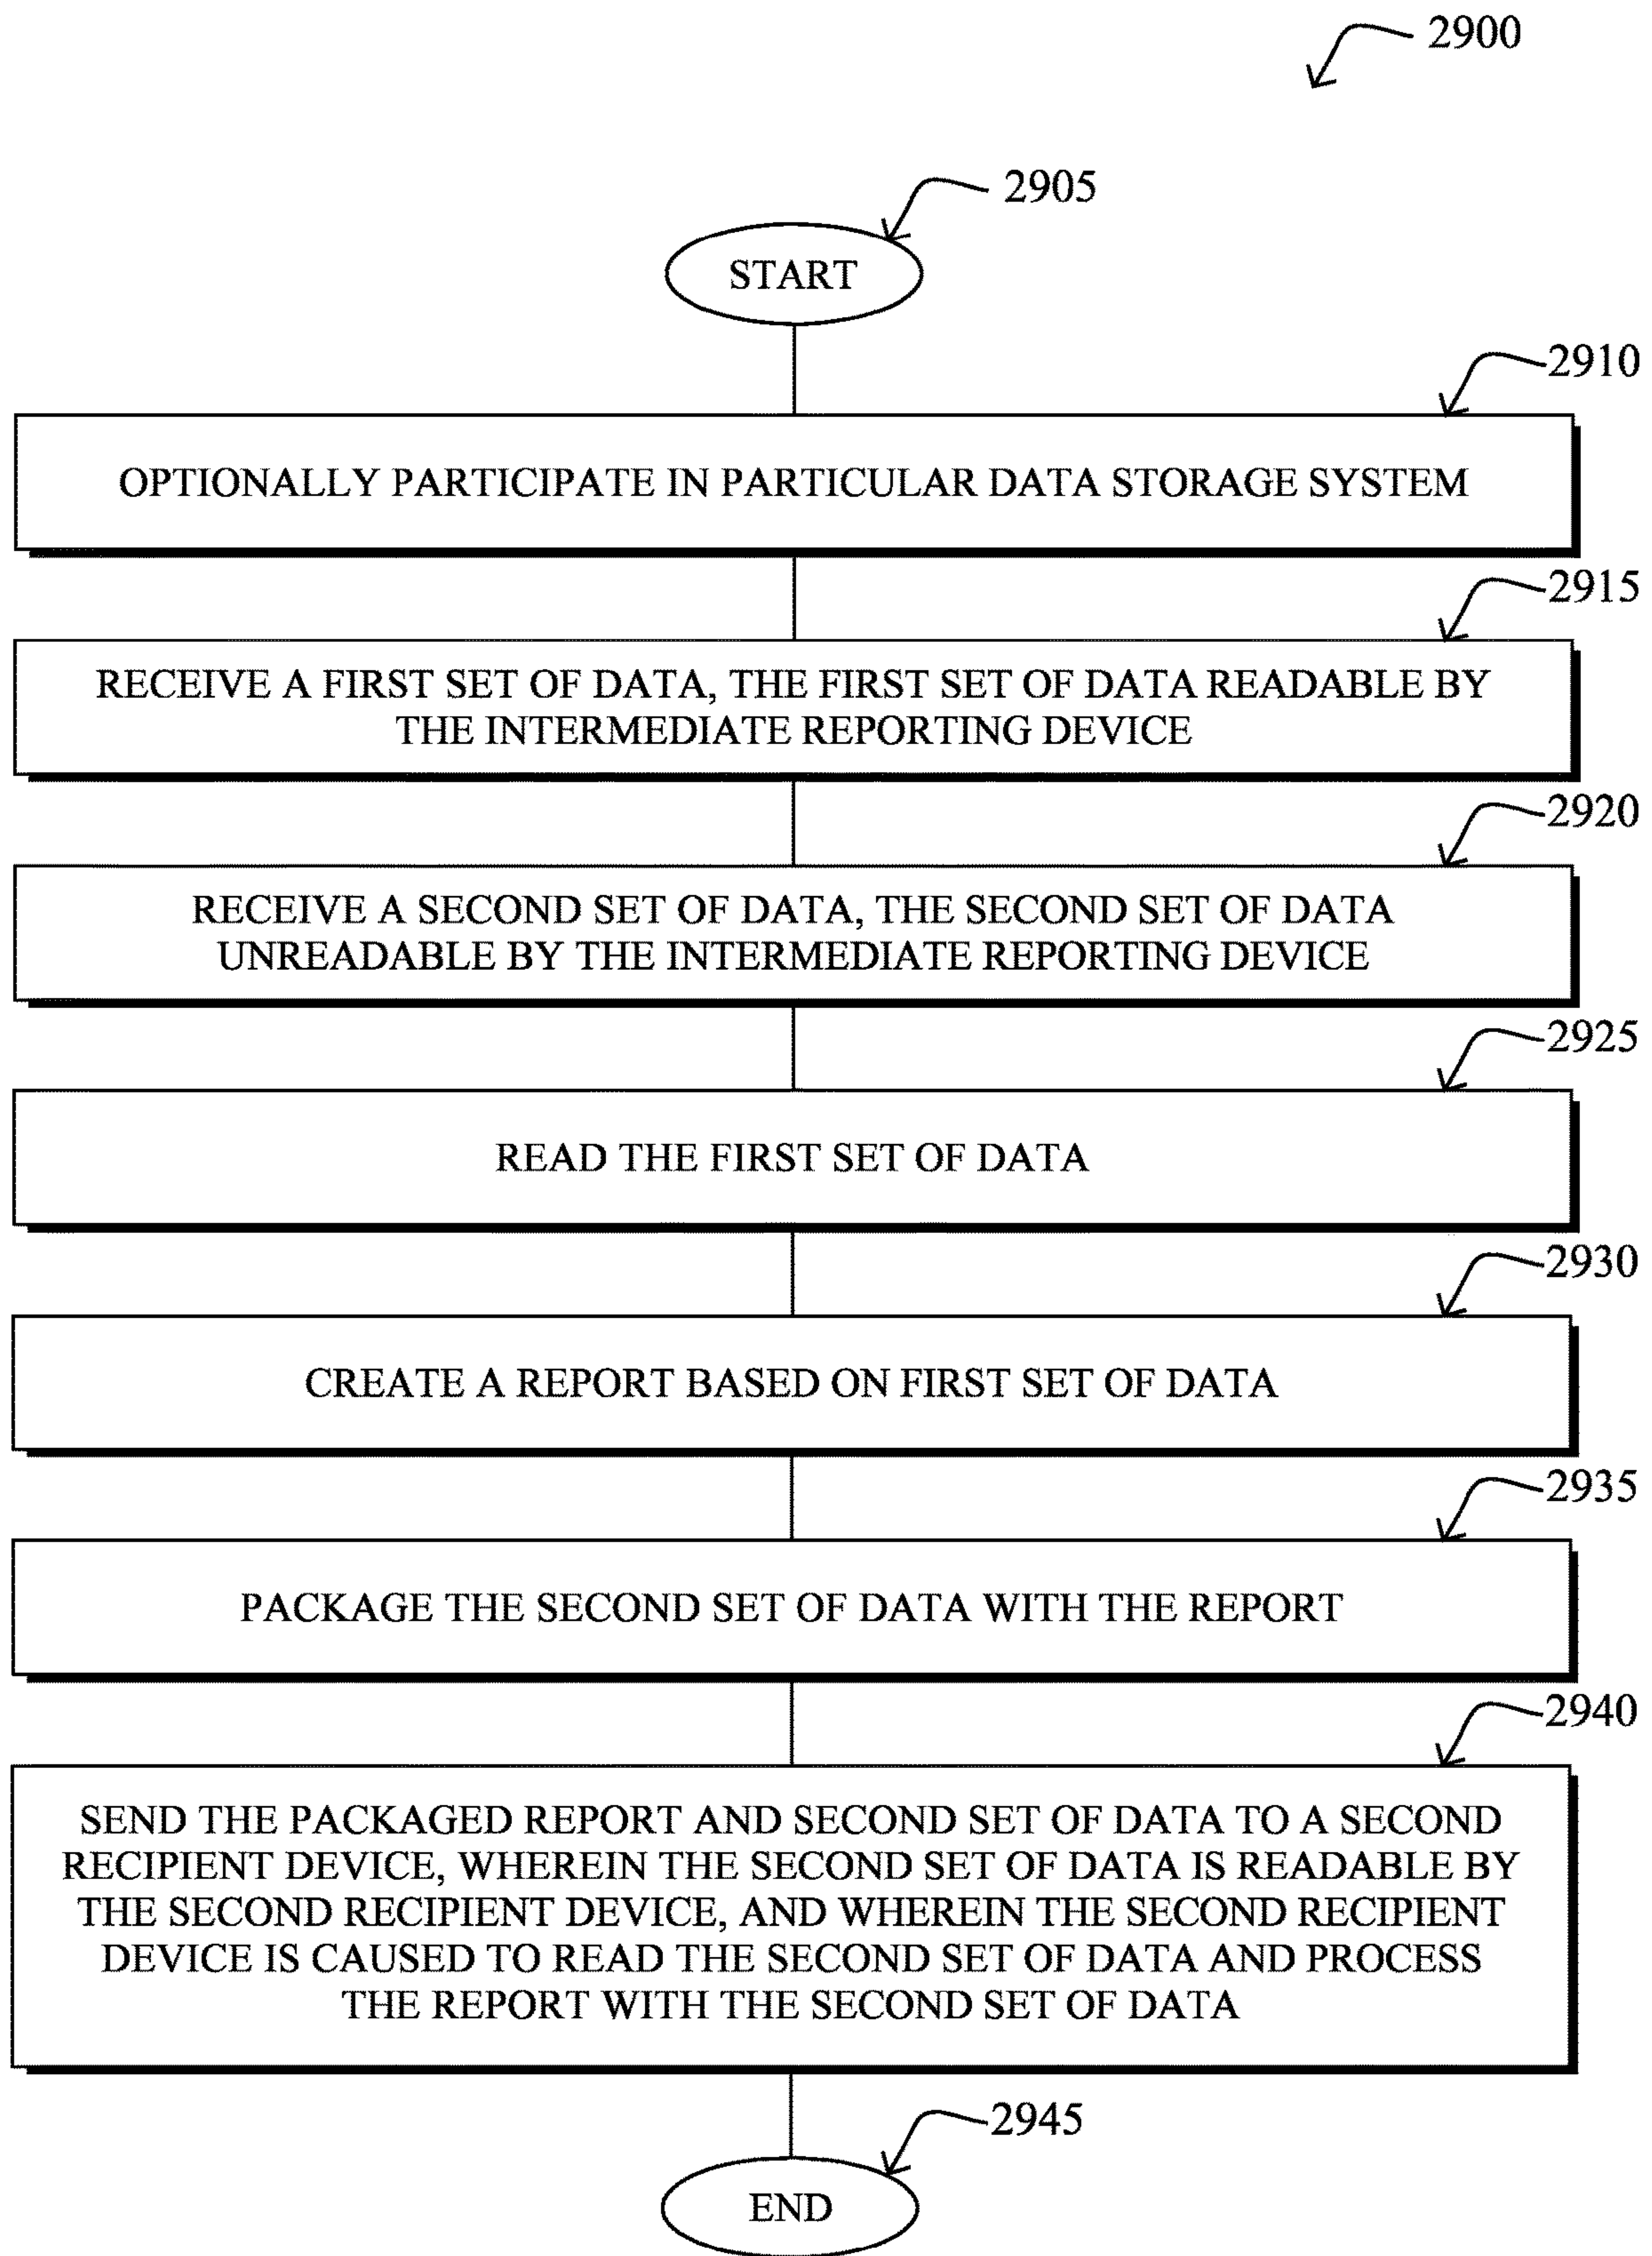 2900
2905
START
2910
OPTIONALLY PARTICIPATE IN PARTICULAR DATA STORAGE SYSTEM
2915
RECEIVE A FIRST SET OF DATA, THE FIRST SET OF DATA READABLE BY
THE INTERMEDIATE REPORTING DEVICE
2920
RECEIVE A SECOND SET OF DATA, THE SECOND SET OF DATA
UNREADABLE BY THE INTERMEDIATE REPORTING DEVICE
2925
READ THE FIRST SET OF DATA
2930
CREATE A REPORT BASED ON FIRST SET OF DATA
2935
PACKAGE THE SECOND SET OF DATA WITH THE REPORT
2940
SEND THE PACKAGED REPORT AND SECOND SET OF DATA TO A SECOND
RECIPIENT DEVICE, WHEREIN THE SECOND SET OF DATA IS READABLE BY
THE SECOND RECIPIENT DEVICE, AND WHEREIN THE SECOND RECIPIENT
DEVICE IS CAUSED TO READ THE SECOND SET OF DATA AND PROCESS
THE REPORT WITH THE SECOND SET OF DATA
2945
END